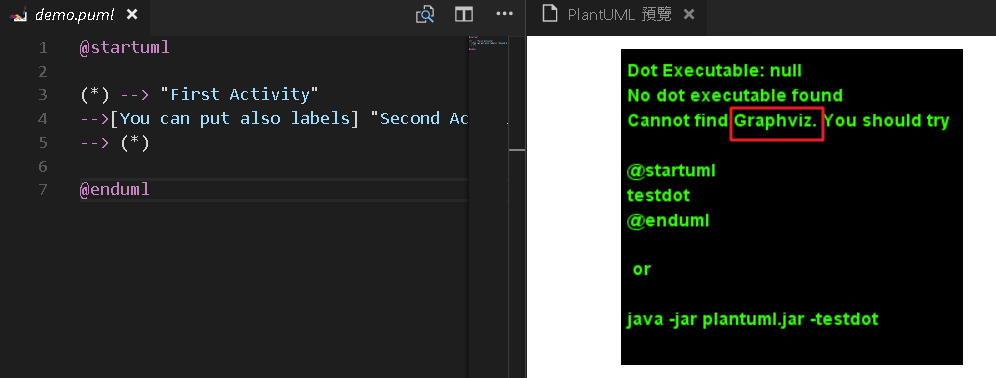 demo.puml
PlantUML 預覽
1 @startuml
2
3 (*) --> "First Activity"
4 -->[You can put also labels] "Second Ac
5 --> (*)
6
7 @enduml
Dot Executable: null
No dot executable found
Cannot find Graphviz. You should try
@startuml
testdot
@enduml
or
java -jar plantuml.jar -testdot